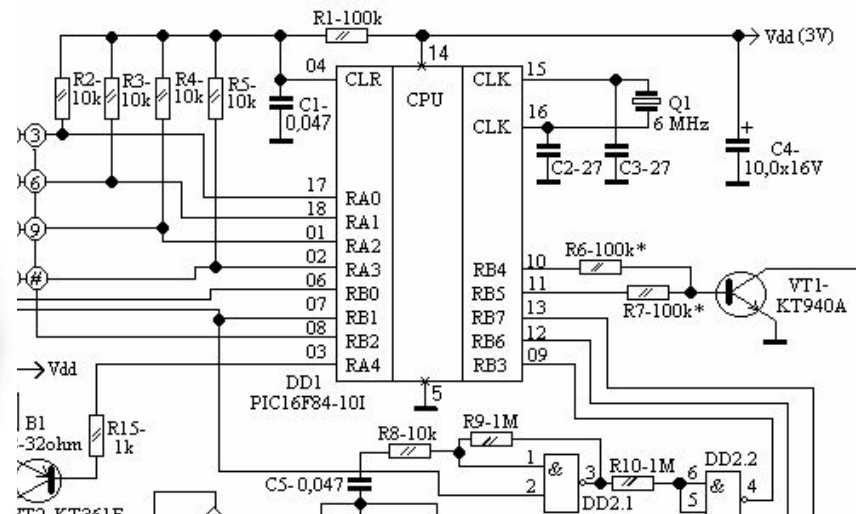 R1-100k
Vdd (3V)
14
04
CLR
CPU
CLK
15
R2-
10k
R3-
10k
R4-
10k
R5-
10k
C1-
0,047
CLK
16
Q1
6 MHz
C2-27
C3-27
+
C4-
10,0x16V
3
6
9
#
17
RA0
18
RA1
01
RA2
02
RA3
06
RB0
07
RB1
08
RB2
03
RA4
RB4
10
R6-100k*
RB5
11
R7-100k*
RB7
13
RB6
12
RB3
09
VT1-
KT940A
DD1
PIC16F84-10I
5
Vdd
B1
-32ohm
R15-
1k
R8-10k
R9-1M
C5-0,047
1
2
&
3
DD2.1
R10-1M
6
5
&
DD2.2
4
VT2-KT361Г